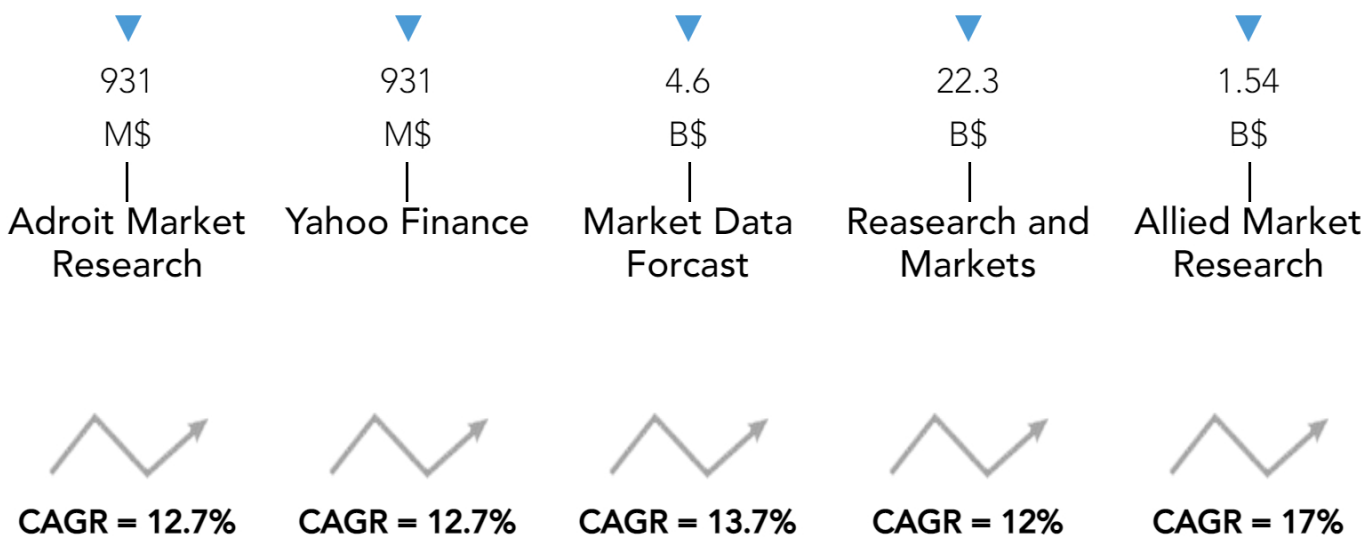 931
M$
Adroit Market
Research
CAGR = 12.7%
931
M$
Yahoo Finance
CAGR = 12.7%
4.6
B$
Market Data
Forcast
CAGR = 13.7%
22.3
B$
Reasearch and
Markets
CAGR = 12%
1.54
B$
Allied Market
Research
CAGR = 17%